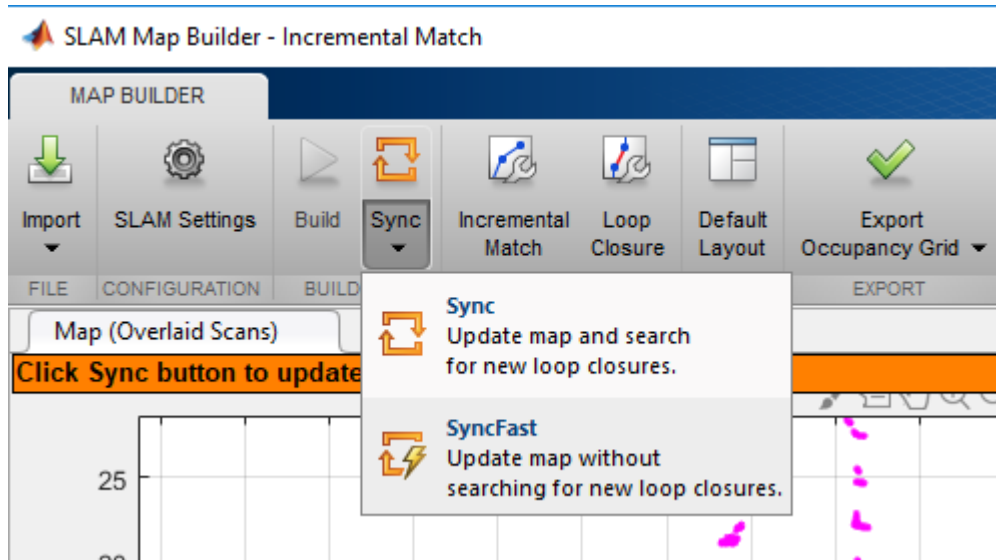 SLAM Map Builder - Incremental Match
MAP BUILDER
Import
SLAM Settings
Build
Sync
Incremental
Match
Loop
Closure
Default
Layout
Export
Occupancy Grid
FILE
CONFIGURATION
BUILD
EXPORT
Sync
Update map and search
for new loop closures.
SyncFast
Update map without
searching for new loop closures.
Map (Overlaid Scans)
Click Sync button to update
25